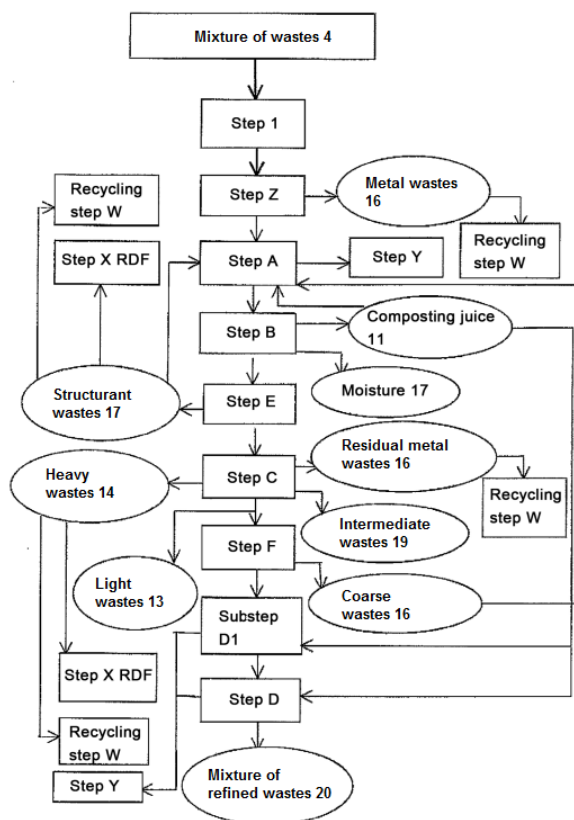 Mixture of wastes 4
Step 1
Step Z
Metal wastes
16
Recycling
step W
Recycling
step W
Step X RDF
Step A
Step Y
Step B
Composting juice
11
Moisture 17
Structurant
wastes 17
Step E
Residual metal
wastes 16
Heavy
wastes 14
Step C
Recycling
step W
Intermediate
wastes 19
Step F
Light
wastes 13
Coarse
wastes 16
Substep
D1
Step X RDF
Step D
Recycling
step W
Mixture of
refined wastes 20
Step Y